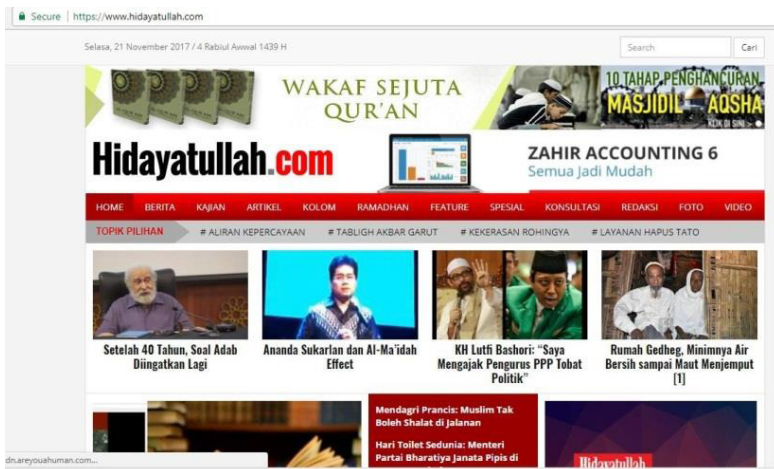 Secure | https://www.hidayatullah.com
Selasa, 21 November 2017 / 4 Rabiul Awwal 1439 H
Search
Cari
WAKAF SEJUTA
QUR'AN
10 TAHAP PENGHANCURAN
MASJIDIL AQSHA
KLIK DI SINI >
Hidayatullah.com
ZAHIR ACCOUNTING 6
Semua Jadi Mudah
HOME BERITA KAJIAN ARTIKEL KOLOM RAMADHAN FEATURE SPESIAL KONSULTASI REDAKSI FOTO VIDEO
TOPIK PILIHAN # ALIRAN KEPERCAYAAN # TABLIGH AKBAR GARUT # KEKERASAN ROHINGYA # LAYANAN HAPUS TATO
Setelah 40 Tahun, Soal Adab
Diingatkan Lagi
Ananda Sukarlan dan Al-Ma'idah
Effect
KH Lutfi Bashori: "Saya
Mengajak Pengurus PPP Tobat
Politik"
Rumah Gedheg, Minimnya Air
Bersih sampai Maut Menjemput
[1]
Mendagri Prancis: Muslim Tak
Boleh Shalat di Jalanan
Hari Toilet Sedunia: Menteri
Partai Bharatiya Janata Pipis di
Hidayatullah
dn.areyouahuman.com...